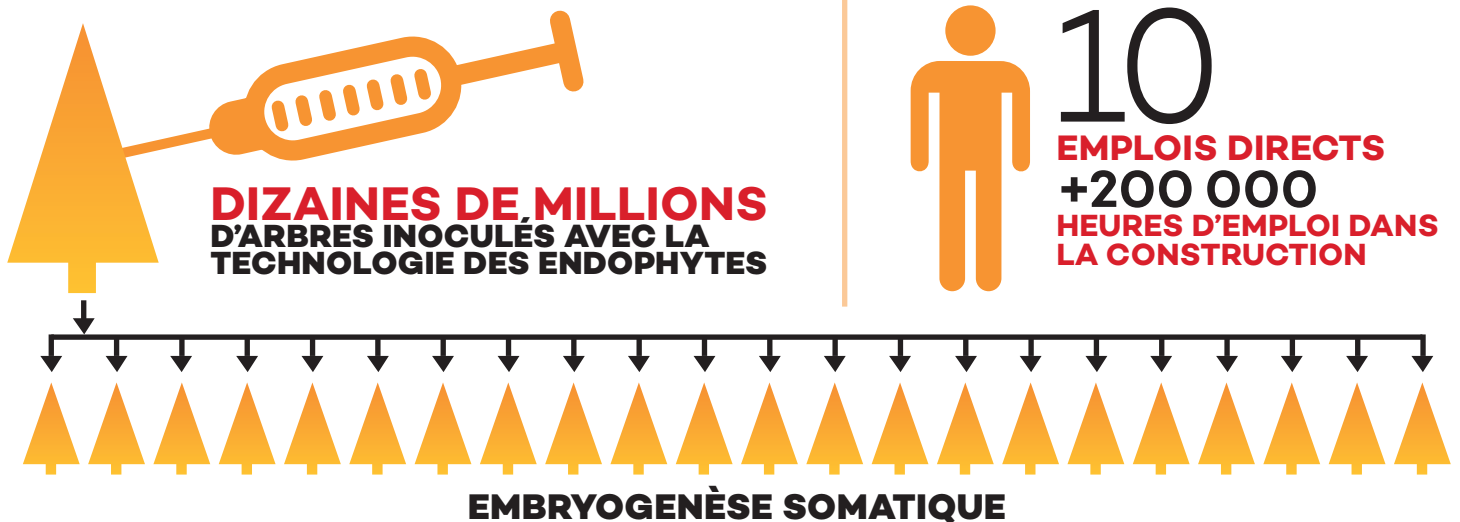 DIZAINES DE MILLIONS
D'ARBRES INOCULÉS AVEC LA
TECHNOLOGIE DES ENDOPHYTES
10
EMPLOIS DIRECTS
+200 000
HEURES D'EMPLOI DANS
LA CONSTRUCTION
EMBRYOGENÈSE SOMATIQUE